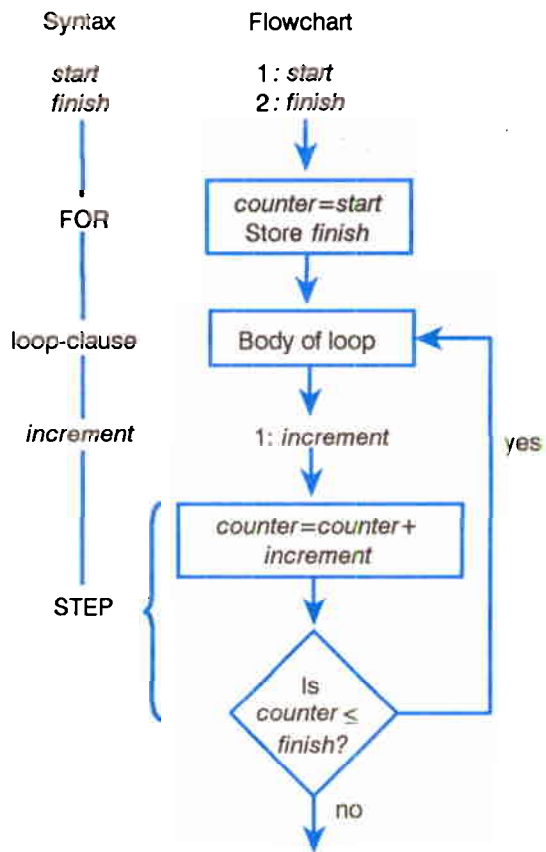 Syntax
Flowchart
start
finish
1: start
2: finish
FOR
counter=start
Store finish
loop-clause
Body of loop
increment
1: increment
yes
counter=counter+
increment
STEP
Is
counter ≤
finish?
no